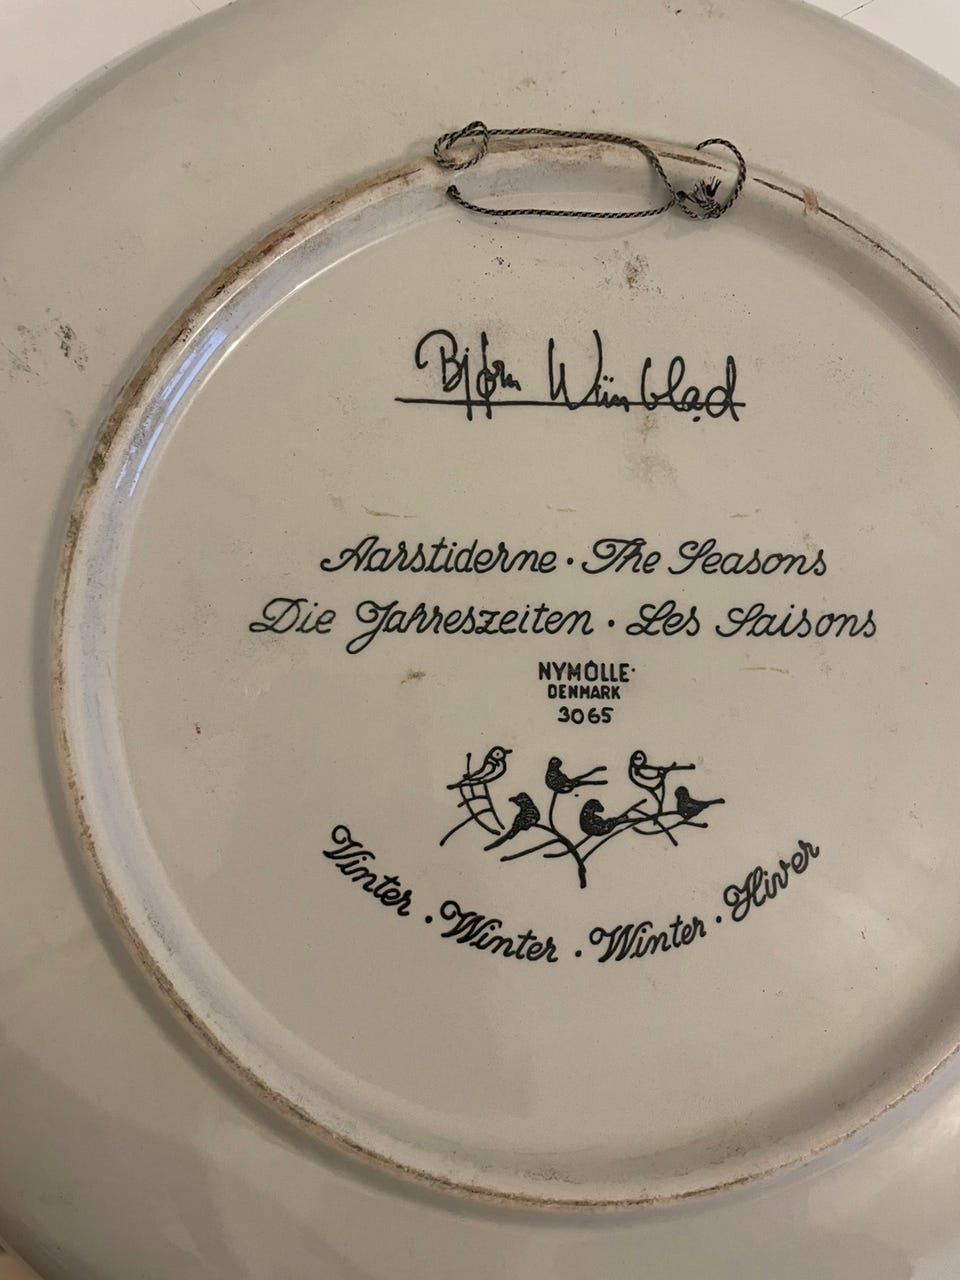 Bjørn Wiinblad
Aarstiderne · The Seasons
Die Jahreszeiten · Les Saisons
NYMÖLLE·
DENMARK
3065
Vinter · Winter · Winter · Hiver